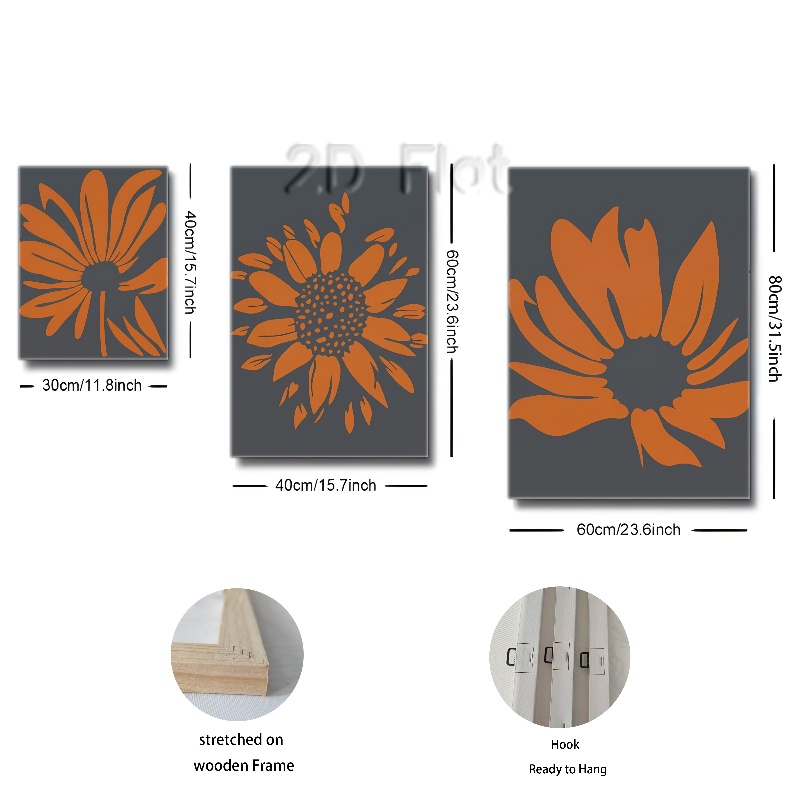 2D Flat
40cm/15.7inch
30cm/11.8inch
60cm/23.6inch
40cm/15.7inch
80cm/31.5inch
60cm/23.6inch
stretched on
wooden Frame
Hook
Ready to Hang